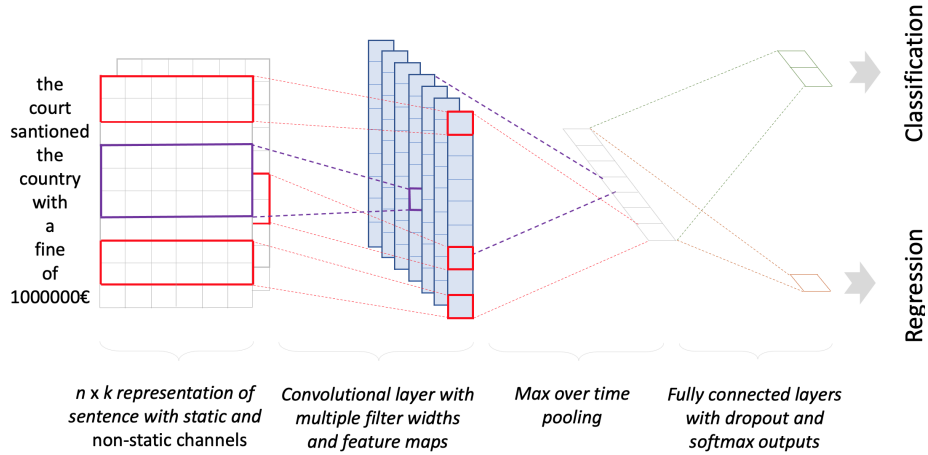 the
court
santioned
the
country
with
a
fine
of
1000000€
Classification
Regression
n x k representation of
sentence with static and
non-static channels
Convolutional layer with
multiple filter widths
and feature maps
Max over time
pooling
Fully connected layers
with dropout and
softmax outputs